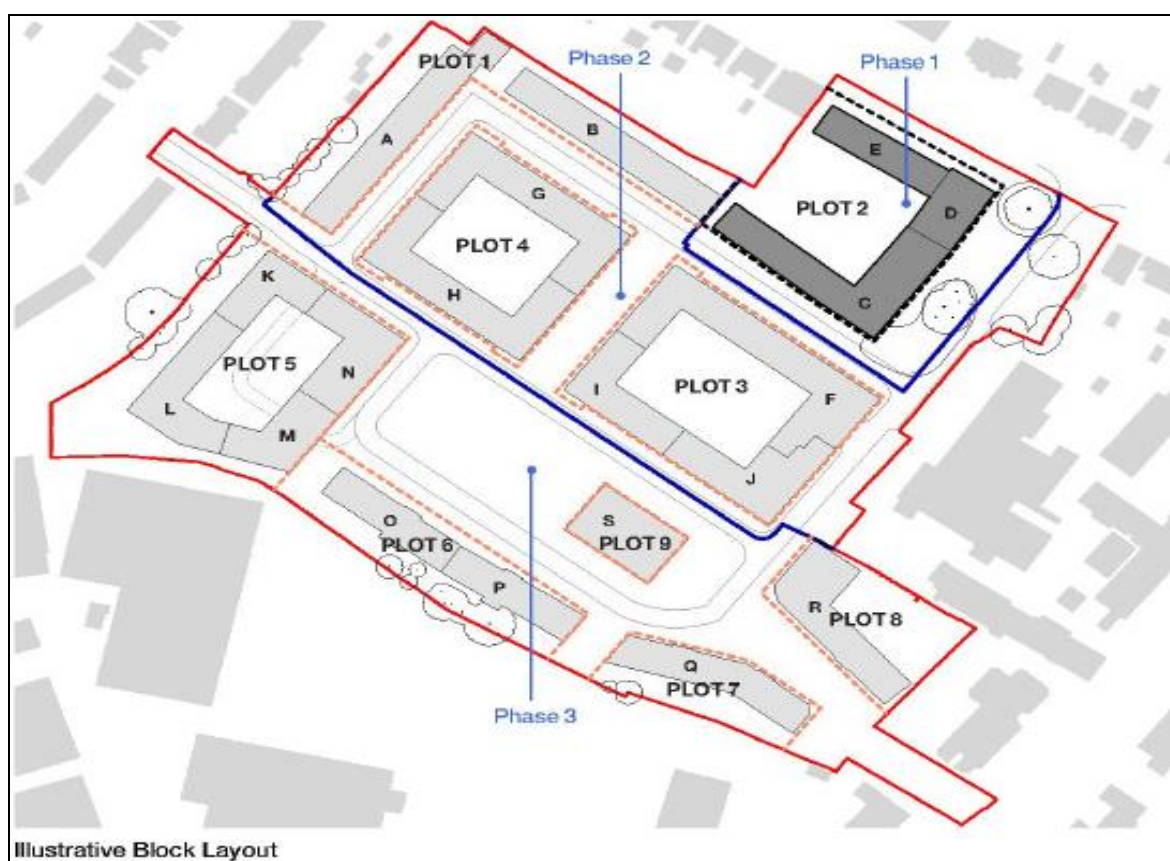 PLOT 1
Phase 2
Phase 1
A
B
E
PLOT 2
D
C
G
PLOT 4
H
K
PLOT 5
N
L
M
PLOT 3
I
F
J
O
PLOT 6
P
S
PLOT 9
R
PLOT 8
Q
PLOT 7
Phase 3
Illustrative Block Layout